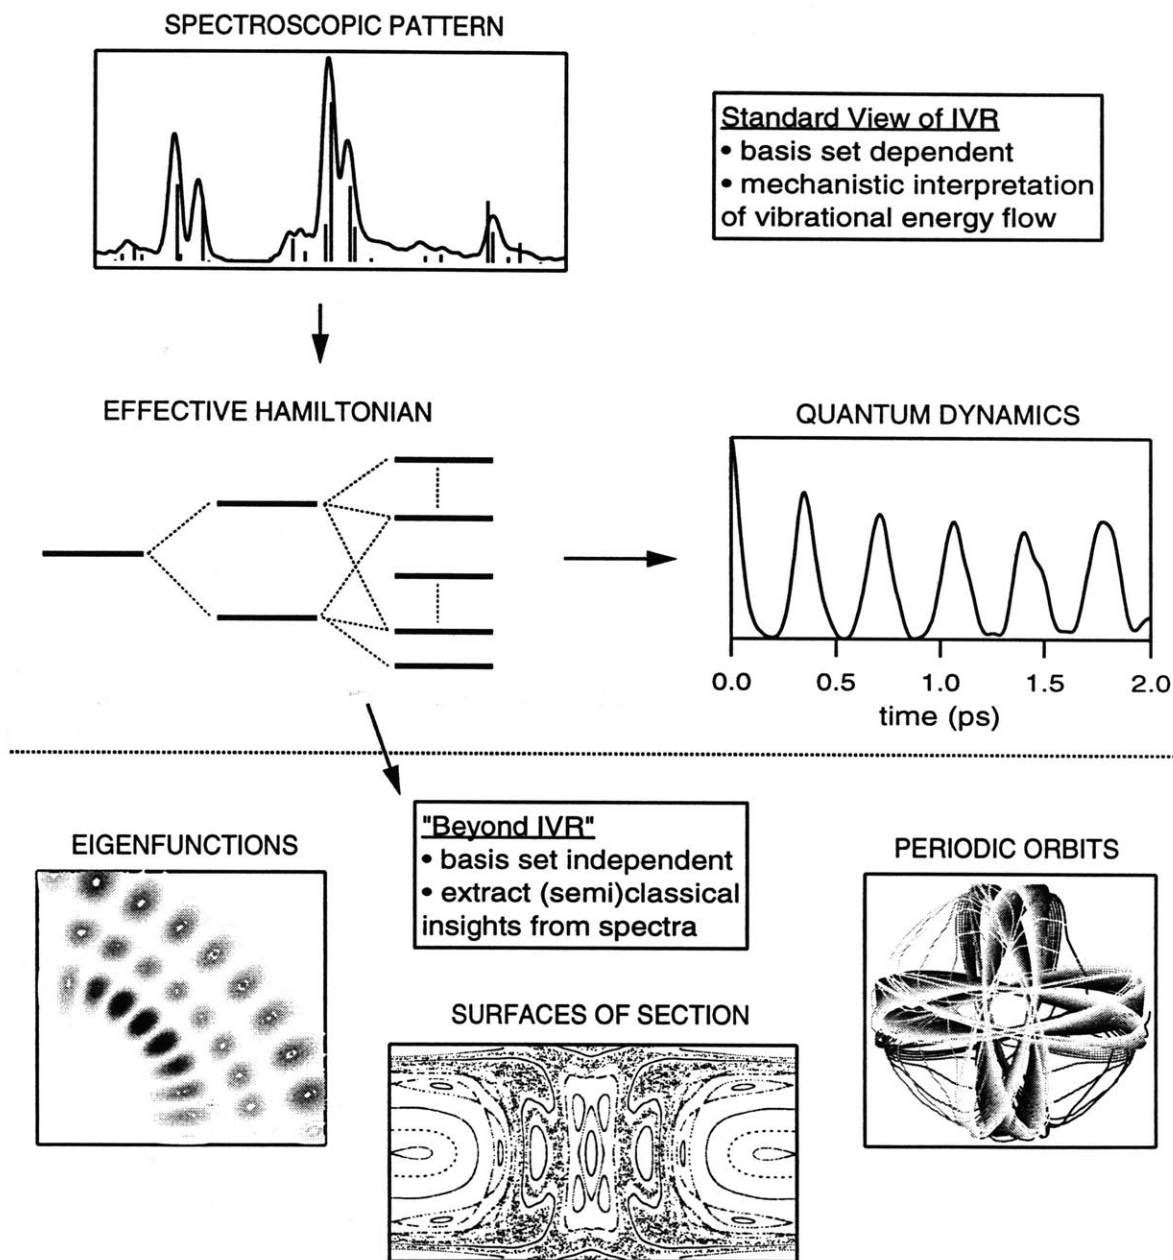 SPECTROSCOPIC PATTERN
Standard View of IVR
• basis set dependent
• mechanistic interpretation
of vibrational energy flow
EFFECTIVE HAMILTONIAN
QUANTUM DYNAMICS
0.0 0.5 1.0 1.5 2.0
time (ps)
"Beyond IVR"
• basis set independent
• extract (semi)classical
insights from spectra
EIGENFUNCTIONS
PERIODIC ORBITS
SURFACES OF SECTION